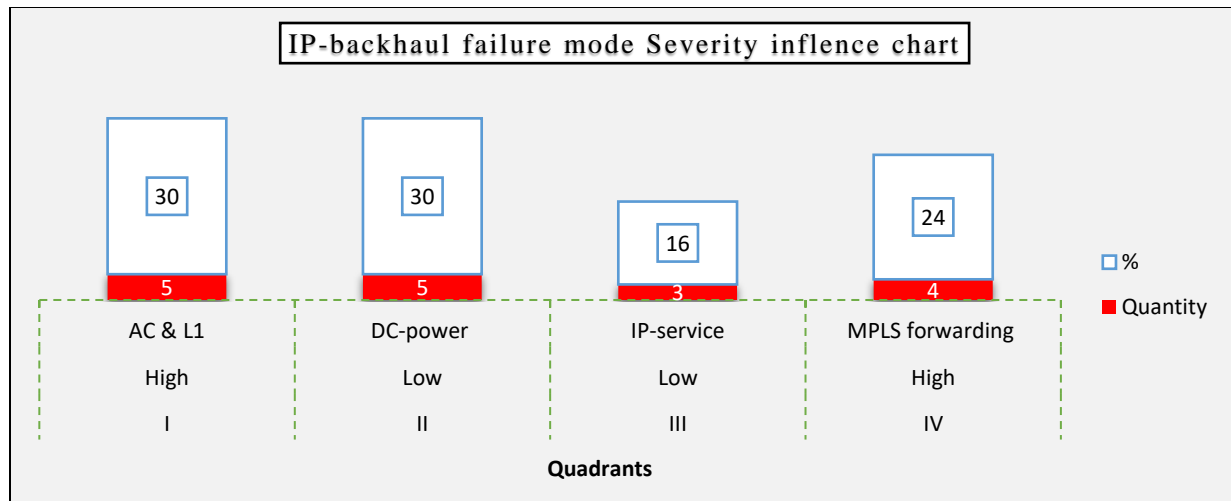 IP-backhaul failure mode Severity inflence chart
30
30
16
24
5
5
3
4
%
Quantity
AC & L1
DC-power
IP-service
MPLS forwarding
High
Low
Low
High
I
II
III
IV
Quadrants